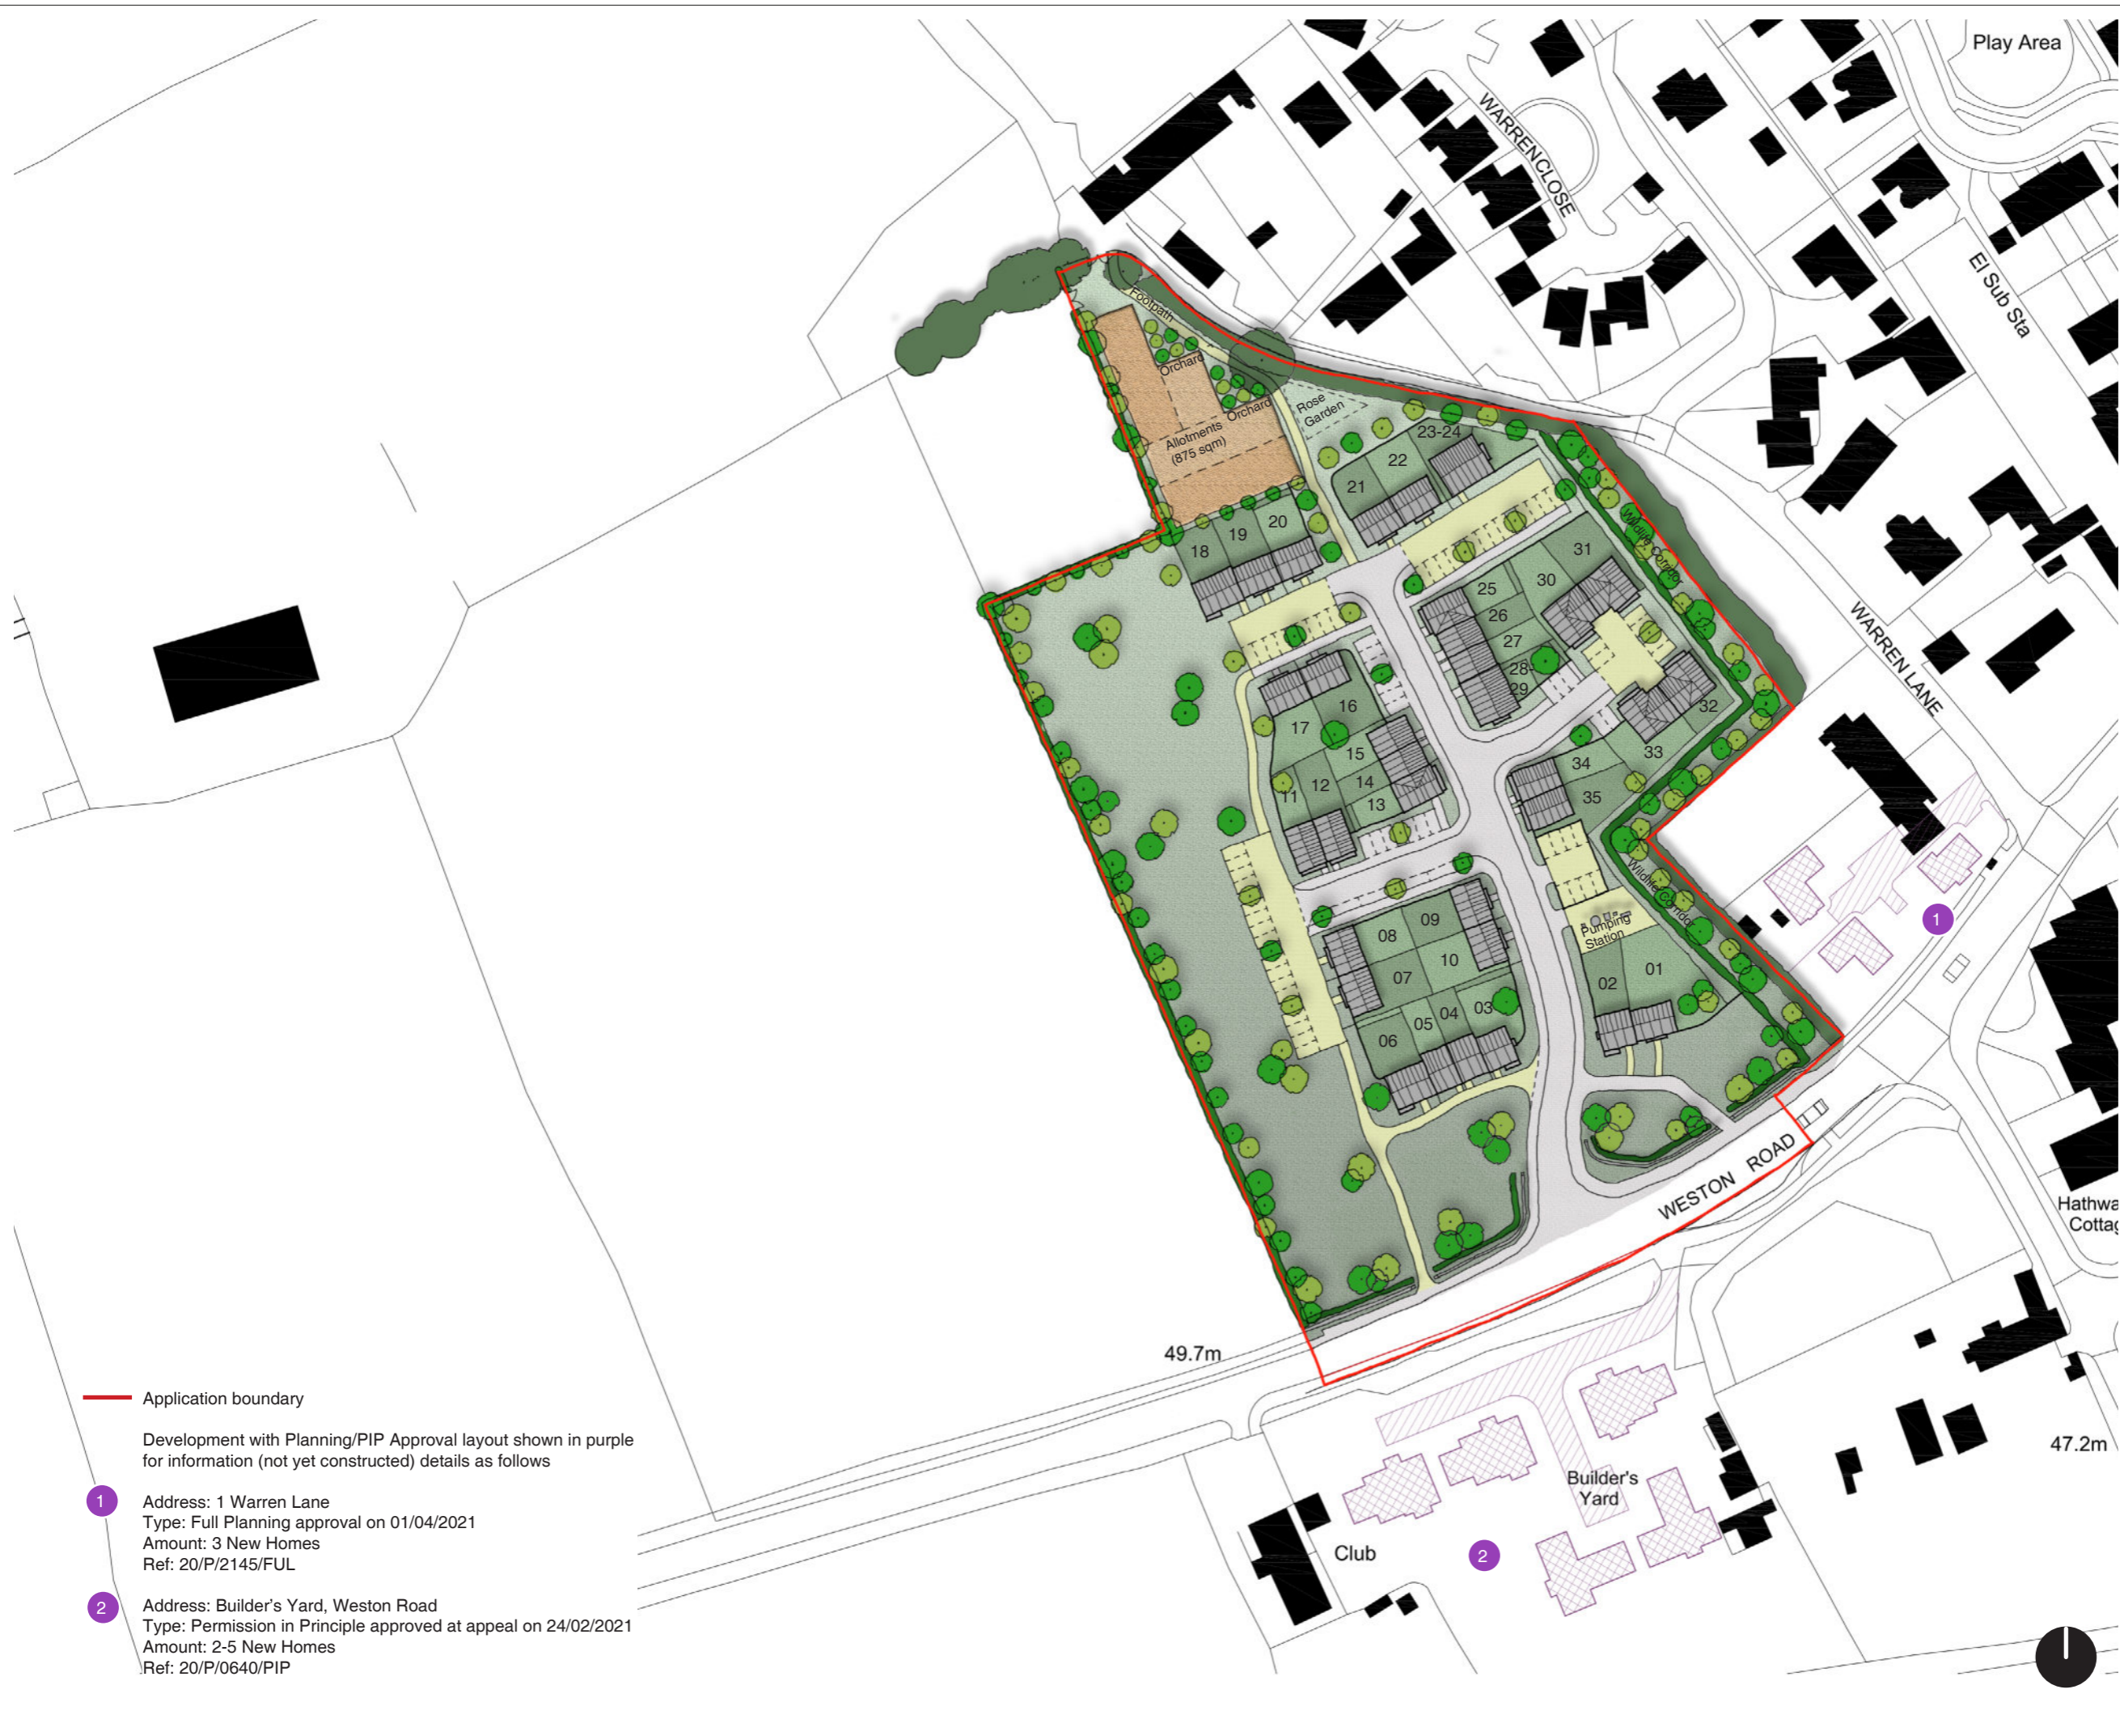 Play Area
WARREN CLOSE
El Sub Sta
Footpath
Orchard
Orchard
Rose
Garden
Allotments
(875 sqm)
23-24
22
21
20
19
18
Wildlife Corridor
31
30
25
26
27
28-
29
WARREN LANE
32
33
34
35
16
17
15
14
13
12
11
Wildlife Corridor
1
Pumping
Station
09
08
10
07
01
02
03
04
05
06
WESTON ROAD
Hathwa
Cottag
49.7m
47.2m
Builder's
Yard
Club
2
Application boundary
Development with Planning/PIP Approval layout shown in purple
for information (not yet constructed) details as follows
1
Address: 1 Warren Lane
Type: Full Planning approval on 01/04/2021
Amount: 3 New Homes
Ref: 20/P/2145/FUL
2
Address: Builder's Yard, Weston Road
Type: Permission in Principle approved at appeal on 24/02/2021
Amount: 2-5 New Homes
Ref: 20/P/0640/PIP